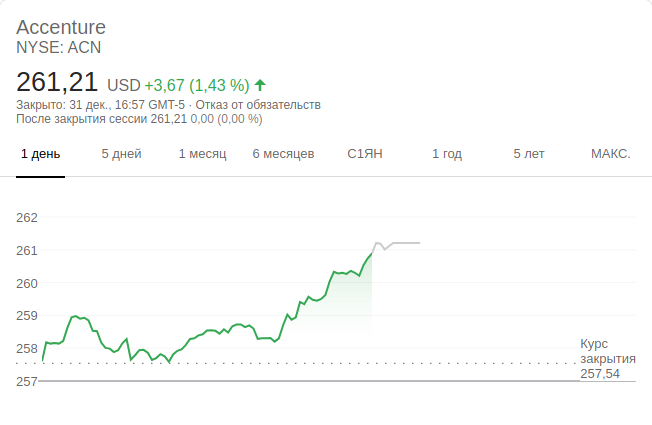 Accenture
NYSE: ACN
261,21 USD +3,67 (1,43 %)
Закрыто: 31 дек., 16:57 GMT-5 · Отказ от обязательств
После закрытия сессии 261,21 0,00 (0,00 %)
1 день 5 дней 1 месяц 6 месяцев С1ЯН 1 год 5 лет МАКС.
262
261
260
259
258
257
Курс
закрытия
257,54